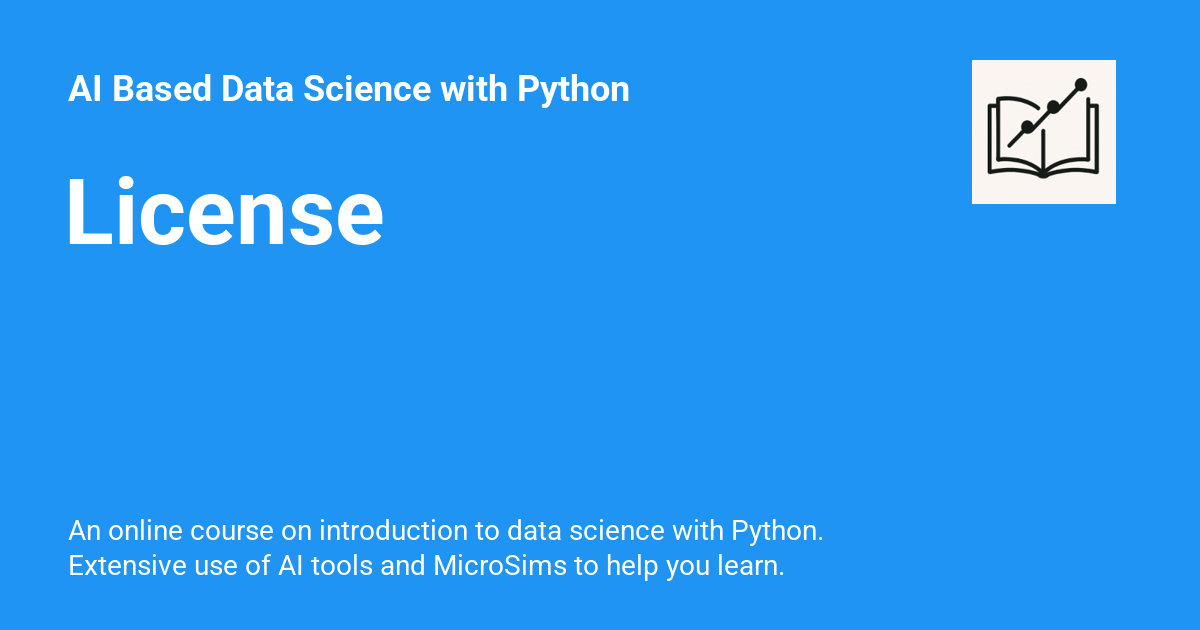 AI Based Data Science with Python
License
An online course on introduction to data science with Python.
Extensive use of AI tools and MicroSims to help you learn.